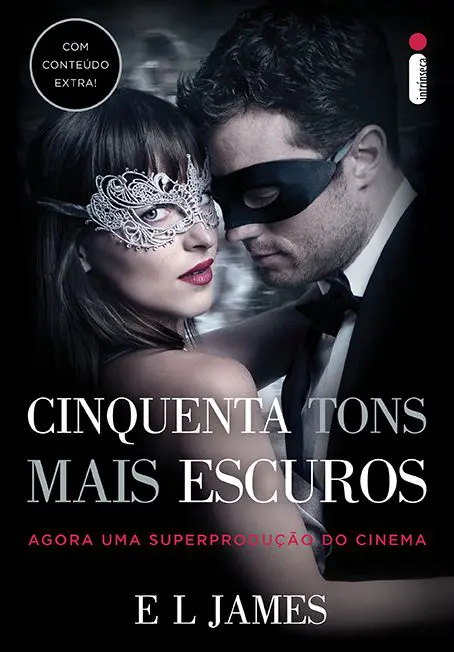 COM
CONTEÚDO
EXTRA!
intrínseca
CINQUENTA TONS
MAIS ESCUROS
AGORA UMA SUPERPRODUÇÃO DO CINEMA
E L JAMES